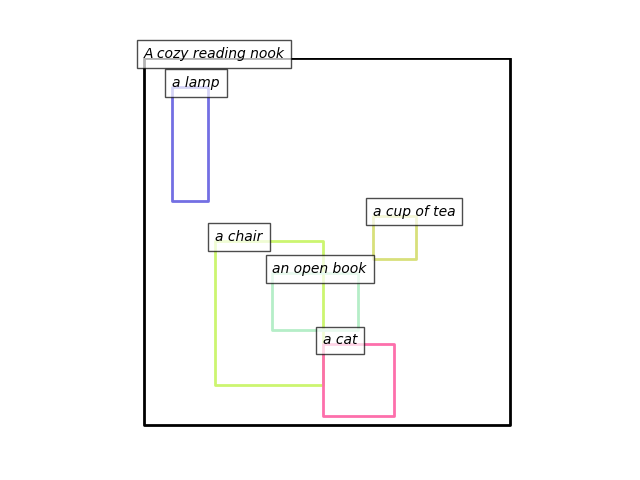 A cozy reading nook
a lamp
a cup of tea
a chair
an open book
a cat